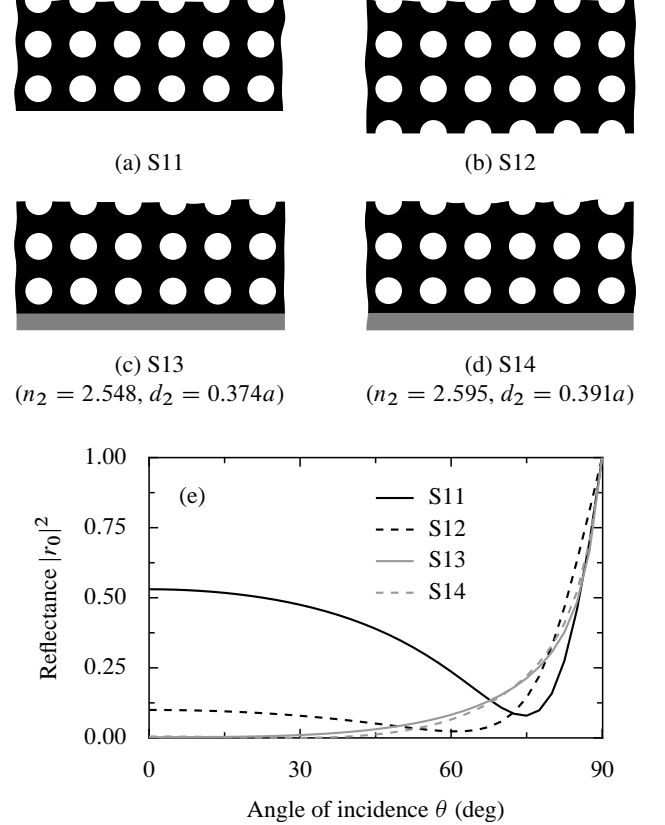 (a) S11
(b) S12
(c) S13
(n₂ = 2.548, d₂ = 0.374a)
(d) S14
(n₂ = 2.595, d₂ = 0.391a)
(e)
S11
S12
S13
S14
Reflectance |r₀|²
1.00
0.75
0.50
0.25
0.00
0
30
60
90
Angle of incidence θ (deg)